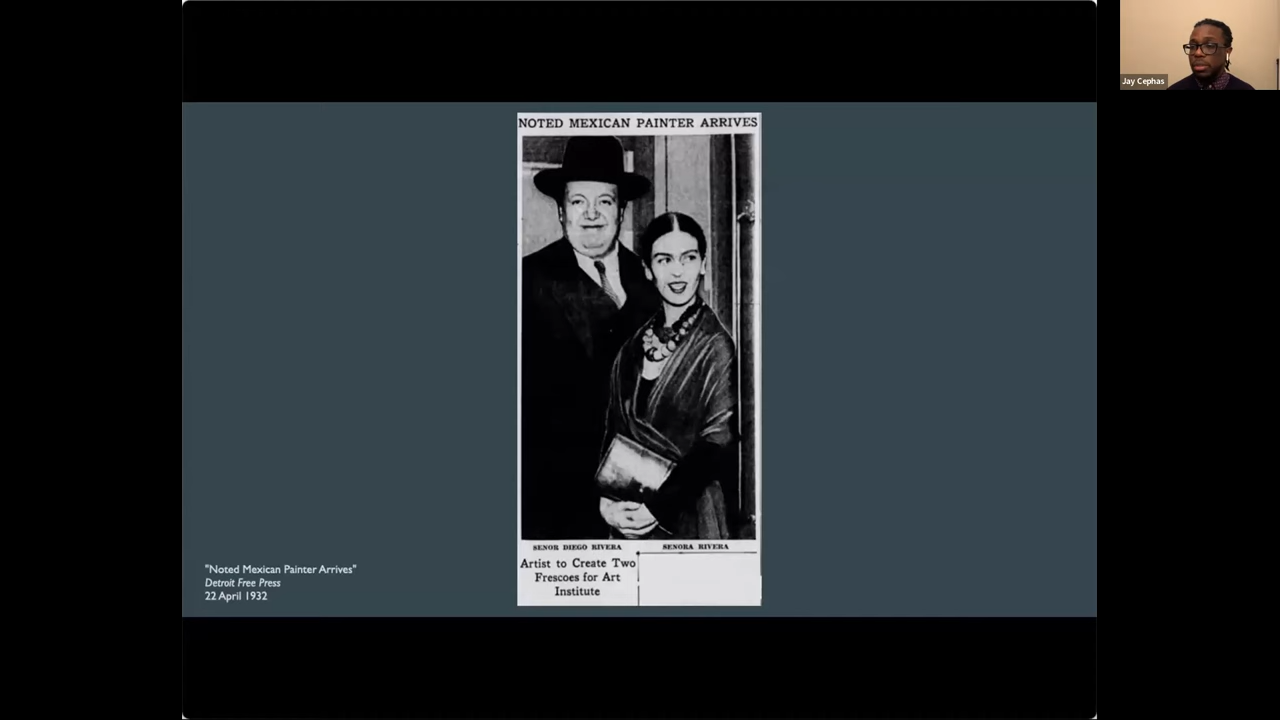 NOTED MEXICAN PAINTER ARRIVES
SENOR DIEGO RIVERA
SENORA RIVERA
Artist to Create Two
Frescoes for Art
Institute
"Noted Mexican Painter Arrives"
Detroit Free Press
22 April 1932
Jay Cephas